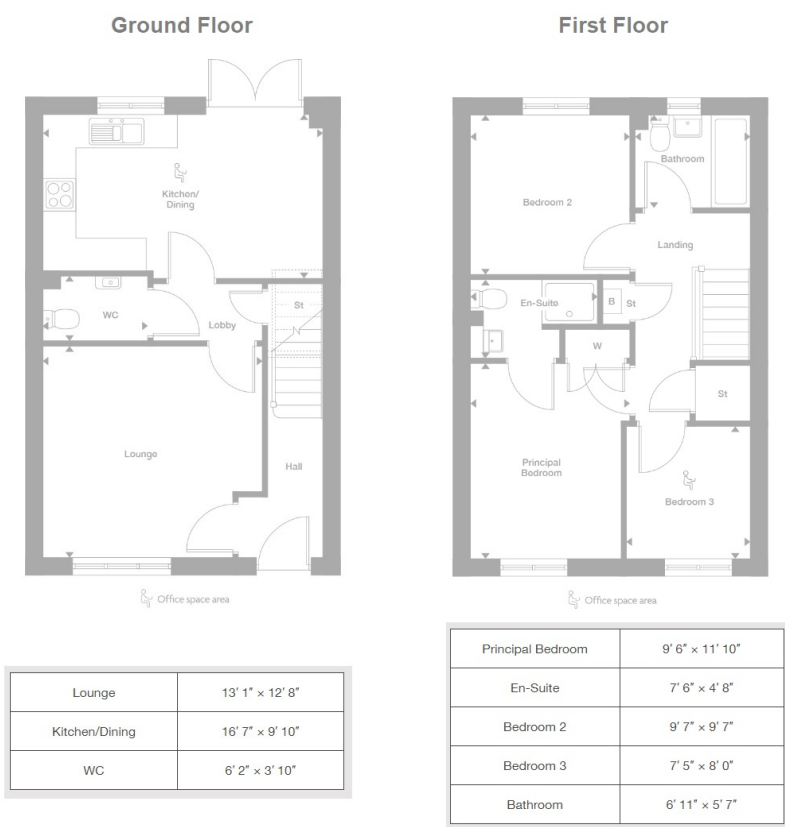 Ground Floor
First Floor
Kitchen/
Dining
WC
Lobby
St
N
Lounge
Hall
Office space area
Bedroom 2
Bathroom
Landing
En-Suite
B
St
W
St
Principal
Bedroom
Bedroom 3
Office space area
Lounge 13′ 1″ × 12′ 8″
Kitchen/Dining 16′ 7″ × 9′ 10″
WC 6′ 2″ × 3′ 10″
Principal Bedroom 9′ 6″ × 11′ 10″
En-Suite 7′ 6″ × 4′ 8″
Bedroom 2 9′ 7″ × 9′ 7″
Bedroom 3 7′ 5″ × 8′ 0″
Bathroom 6′ 11″ × 5′ 7″